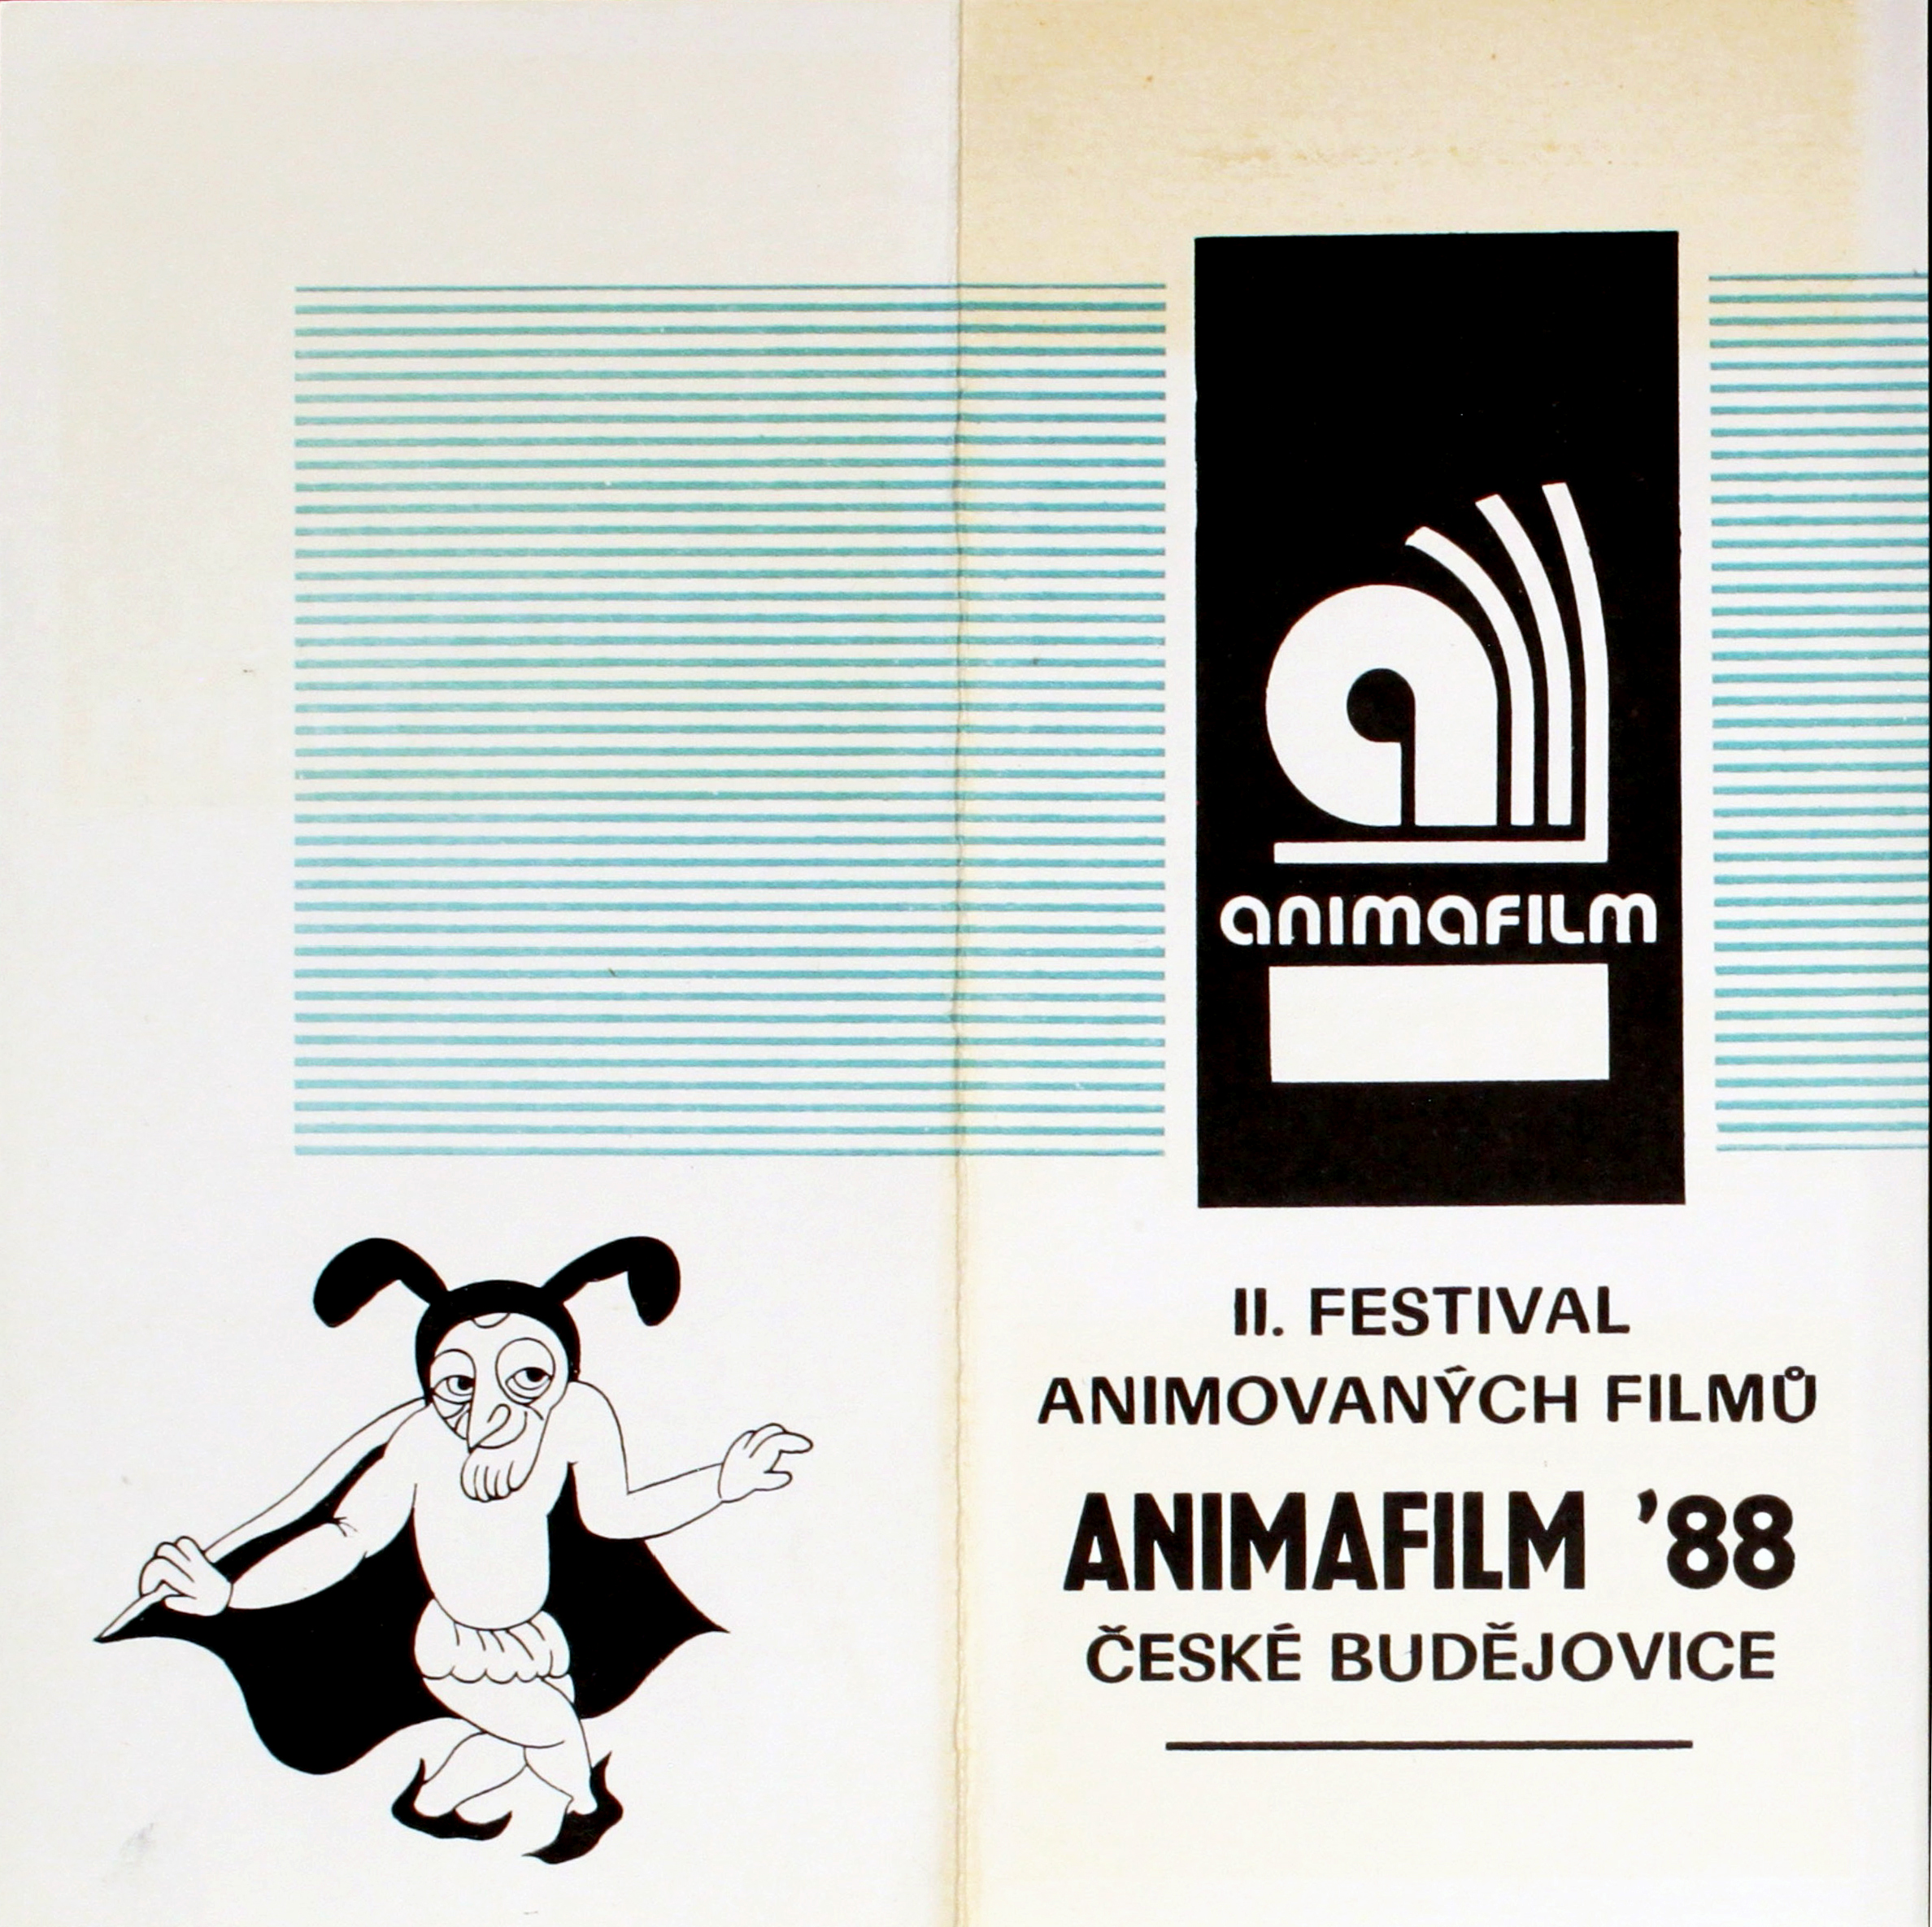 animaFILM
II. FESTIVAL
ANIMOVANÝCH FILMŮ
ANIMAFILM '88
ČESKÉ BUDĚJOVICE